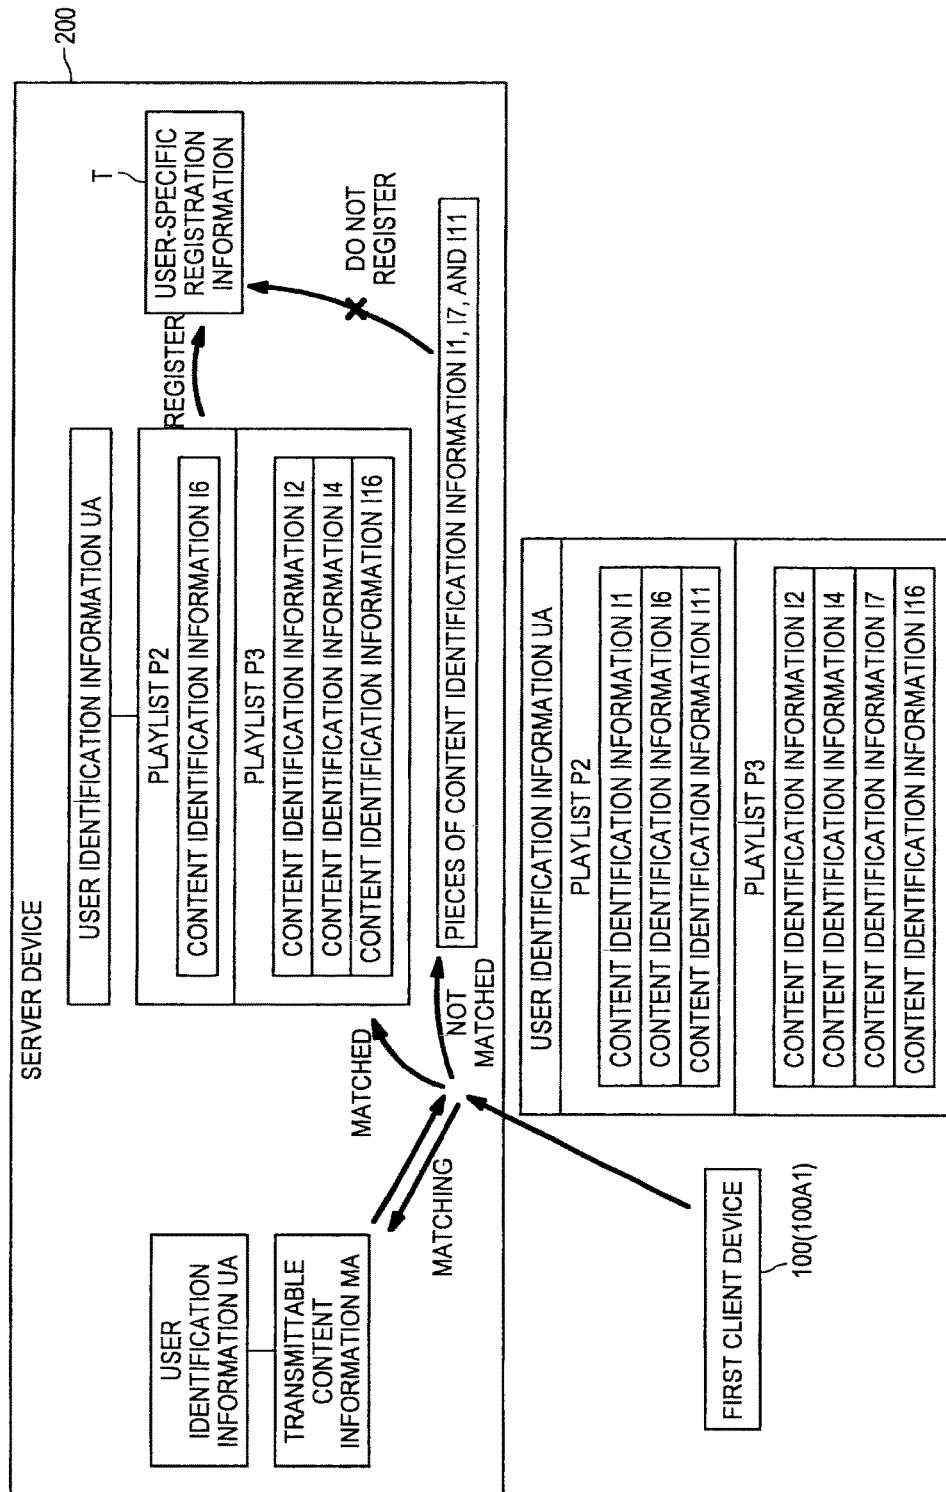 SERVER DEVICE
200
USER
IDENTIFICATION
INFORMATION UA
TRANSMITTABLE
CONTENT
INFORMATION MA
MATCHING
MATCHED
NOT
MATCHED
USER IDENTIFICATION INFORMATION UA
PLAYLIST P2
CONTENT IDENTIFICATION INFORMATION I6
PLAYLIST P3
CONTENT IDENTIFICATION INFORMATION I2
CONTENT IDENTIFICATION INFORMATION I4
CONTENT IDENTIFICATION INFORMATION I16
REGISTER
T
USER-SPECIFIC
REGISTRATION
INFORMATION
DO NOT
REGISTER
PIECES OF CONTENT IDENTIFICATION INFORMATION I1, I7, AND I11
FIRST CLIENT DEVICE
100(100A1)
USER IDENTIFICATION INFORMATION UA
PLAYLIST P2
CONTENT IDENTIFICATION INFORMATION I1
CONTENT IDENTIFICATION INFORMATION I6
CONTENT IDENTIFICATION INFORMATION I11
PLAYLIST P3
CONTENT IDENTIFICATION INFORMATION I2
CONTENT IDENTIFICATION INFORMATION I4
CONTENT IDENTIFICATION INFORMATION I7
CONTENT IDENTIFICATION INFORMATION I16